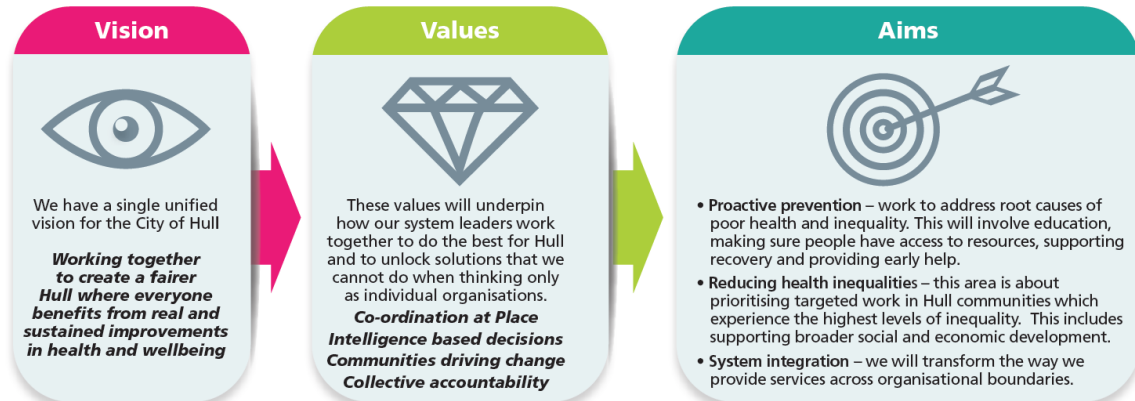 Vision
We have a single unified
vision for the City of Hull
Working together
to create a fairer
Hull where everyone
benefits from real and
sustained improvements
in health and wellbeing
Values
These values will underpin
how our system leaders work
together to do the best for Hull
and to unlock solutions that we
cannot do when thinking only
as individual organisations.
Co-ordination at Place
Intelligence based decisions
Communities driving change
Collective accountability
Aims
• Proactive prevention – work to address root causes of
poor health and inequality. This will involve education,
making sure people have access to resources, supporting
recovery and providing early help.
• Reducing health inequalities – this area is about
prioritising targeted work in Hull communities which
experience the highest levels of inequality.  This includes
supporting broader social and economic development.
• System integration – we will transform the way we
provide services across organisational boundaries.